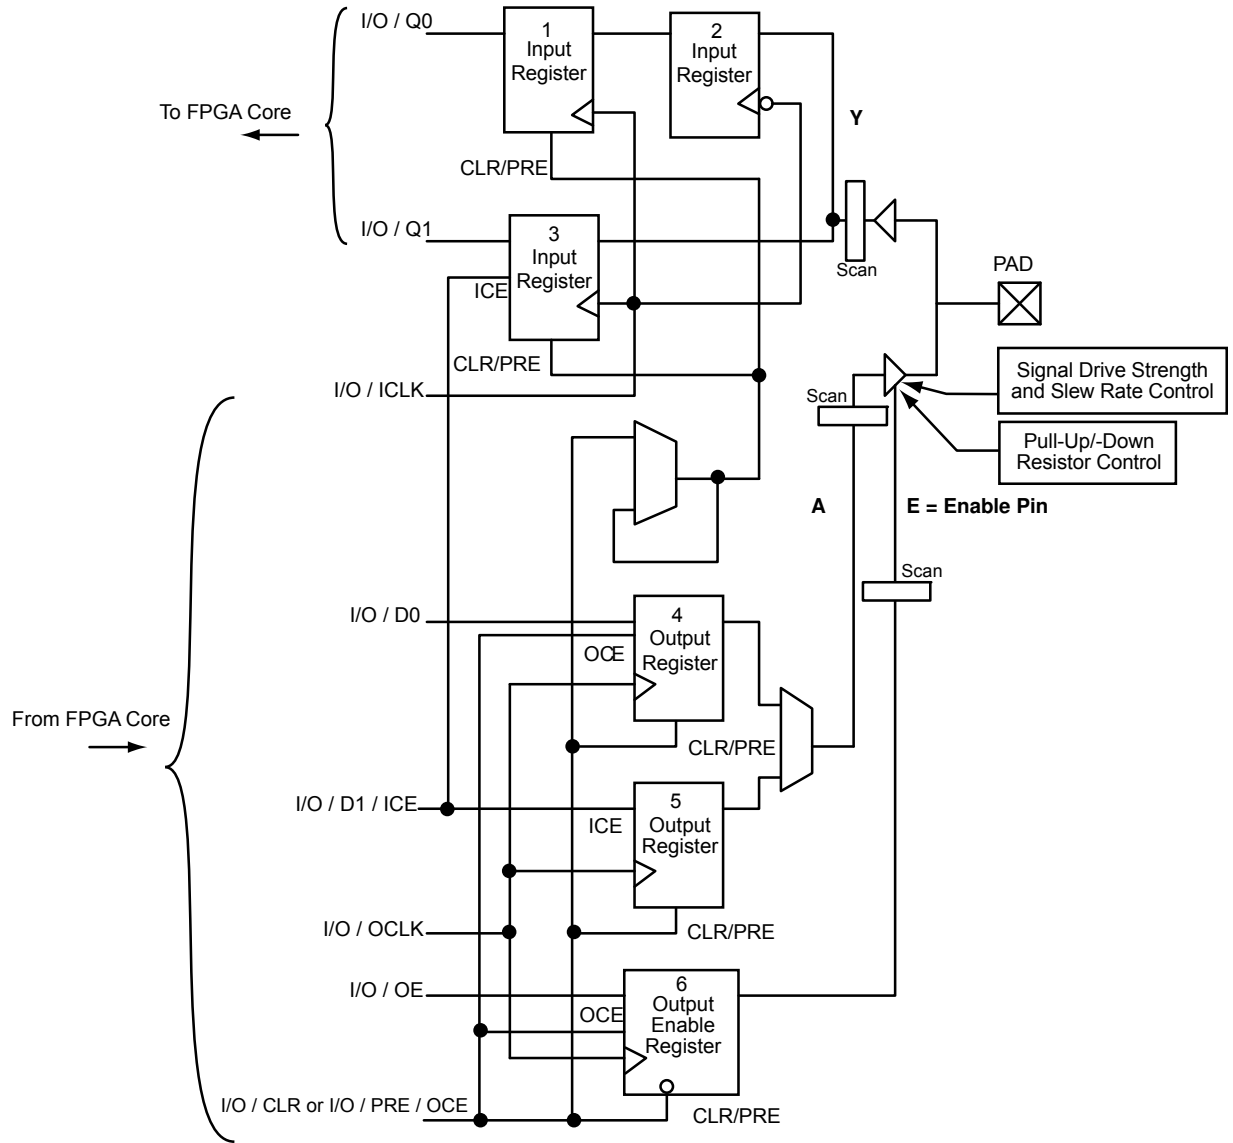 I/O / Q0
1
Input
Register
2
Input
Register
To FPGA Core
Y
CLR/PRE
I/O / Q1
3
Input
Register
ICE
Scan
PAD
CLR/PRE
I/O / ICLK
Signal Drive Strength
and Slew Rate Control
Scan
Pull-Up/-Down
Resistor Control
A
E = Enable Pin
Scan
I/O / D0
4
Output
Register
OCE
From FPGA Core
CLR/PRE
I/O / D1 / ICE
5
Output
Register
ICE
I/O / OCLK
CLR/PRE
I/O / OE
6
Output
Enable
Register
OCE
I/O / CLR or I/O / PRE / OCE
CLR/PRE